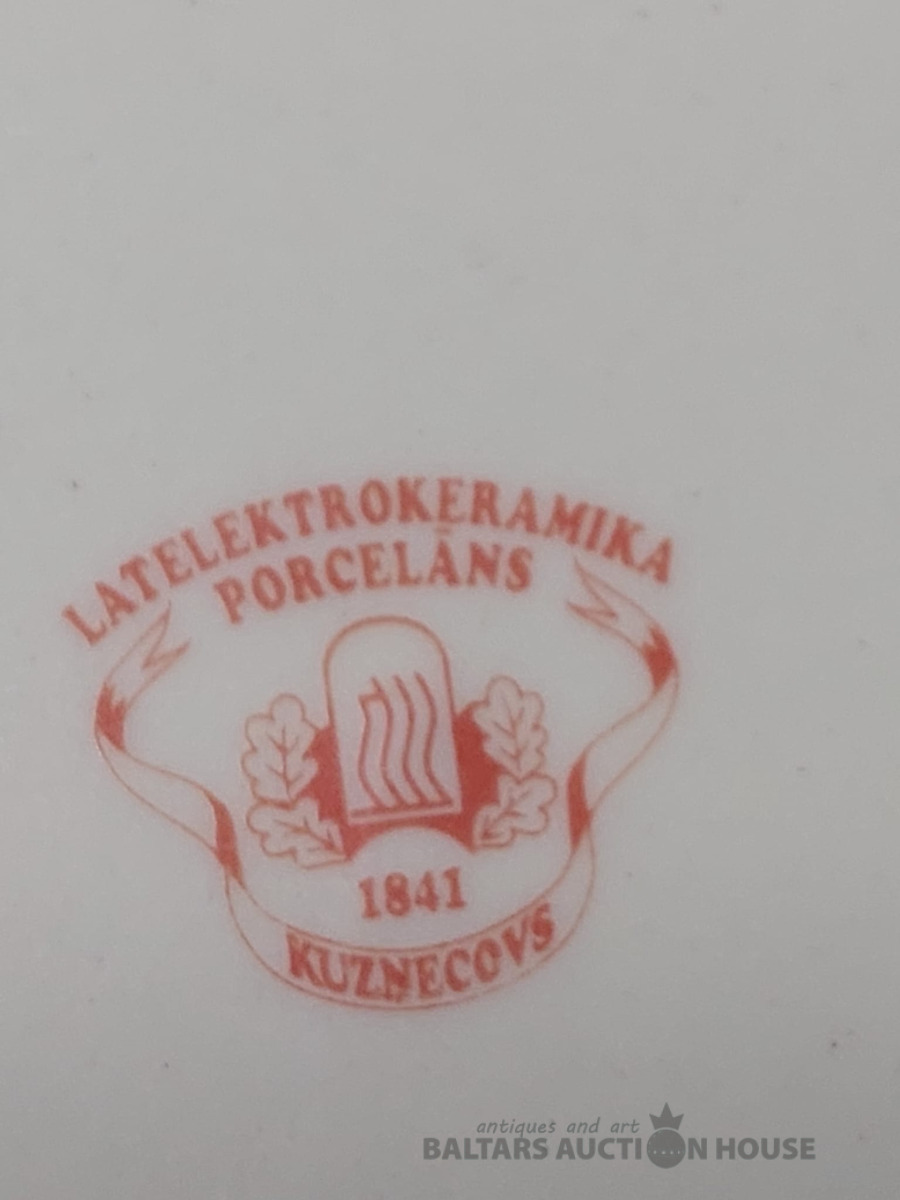 LATELEKTROKERAMIKA
PORCELĀNS
1841
KUZŅECOVS
antiques and art
BALTARS AUCTION HOUSE